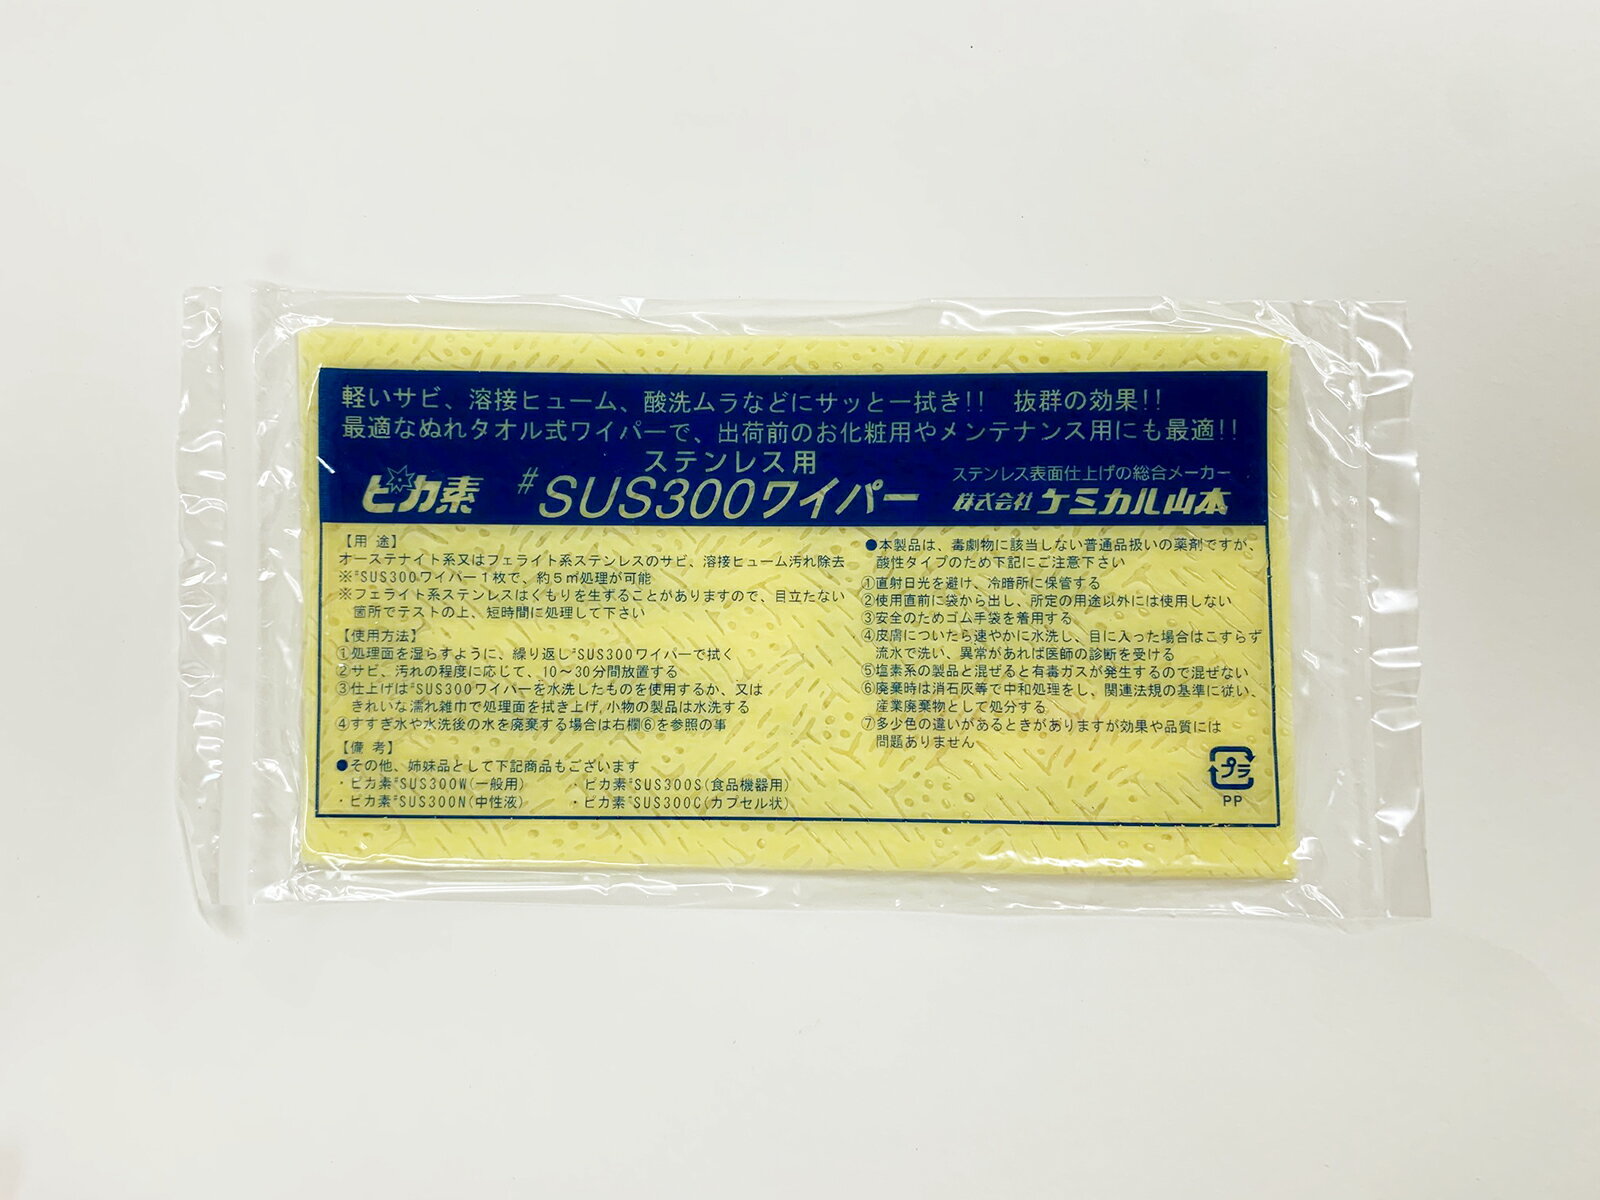 軽いサビ、溶接ヒューム、酸洗ムラなどにサッと一拭き!! 抜群の効果!!
最適なぬれタオル式ワイパーで、出荷前のお化粧用やメンテナンス用にも最適!!
ステンレス用
ピカ素 #SUS300ワイパー
ステンレス表面仕上げの総合メーカー
株式会社 ケミカル山本
【用 途】
オーステナイト系又はフェライト系ステンレスのサビ、溶接ヒューム汚れ除去
※#SUS300ワイパー1枚で、約5㎡処理が可能
※フェライト系ステンレスはくもりを生ずることがありますので、目立たない
箇所でテストの上、短時間に処理して下さい
【使用方法】
①処理面を湿らすように、繰り返し#SUS300ワイパーで拭く
②サビ、汚れの程度に応じて、10〜30分間放置する
③仕上げは#SUS300ワイパーを水洗したものを使用するか、又は
きれいな濡れ雑巾で処理面を拭き上げ,小物の製品は水洗する
④すすぎ水や水洗後の水を廃棄する場合は右欄⑥を参照の事
【備 考】
●その他、姉妹品として下記商品もございます
・ピカ素#SUS300W(一般用) ・ピカ素#SUS300S(食品機器用)
・ピカ素#SUS300N(中性液) ・ピカ素#SUS300C(カプセル状)
●本製品は、毒劇物に該当しない普通品扱いの薬剤ですが、
酸性タイプのため下記にご注意下さい
①直射日光を避け、冷暗所に保管する
②使用直前に袋から出し、所定の用途以外には使用しない
③安全のためゴム手袋を着用する
④皮膚についたら速やかに水洗し、目に入った場合はこすらず
流水で洗い、異常があれば医師の診断を受ける
⑤塩素系の製品と混ぜると有毒ガスが発生するので混ぜない
⑥廃棄時は消石灰等で中和処理をし、関連法規の基準に従い、
産業廃棄物として処分する
⑦多少色の違いがあるときがありますが効果や品質には
問題ありません
プラ
PP